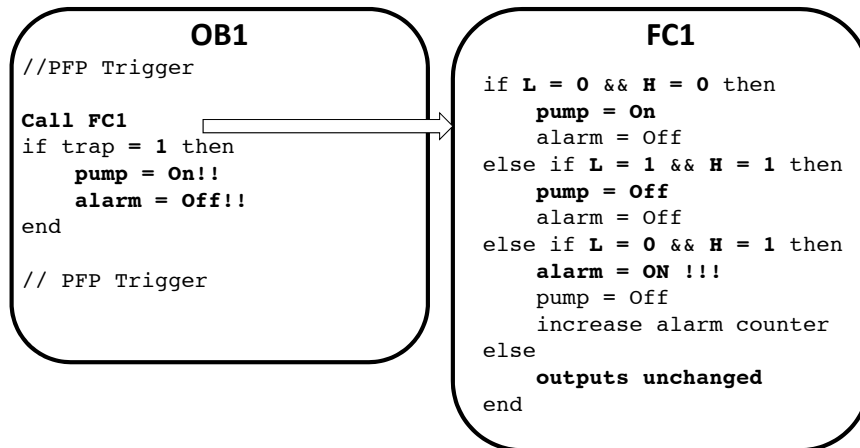 OB1
//PFP Trigger
Call FC1
if trap = 1 then
pump = On!!
alarm = Off!!
end
// PFP Trigger
FC1
if L = 0 && H = 0 then
pump = On
alarm = Off
else if L = 1 && H = 1 then
pump = Off
alarm = Off
else if L = 0 && H = 1 then
alarm = ON !!!
pump = Off
increase alarm counter
else
outputs unchanged
end